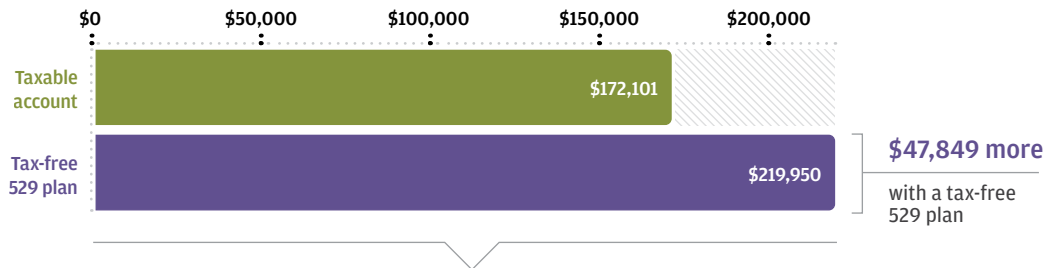 $0 $50,000 $100,000 $150,000 $200,000
Taxable
account
$172,101
Tax-free
529 plan
$219,950
$47,849 more
with a tax-free
529 plan